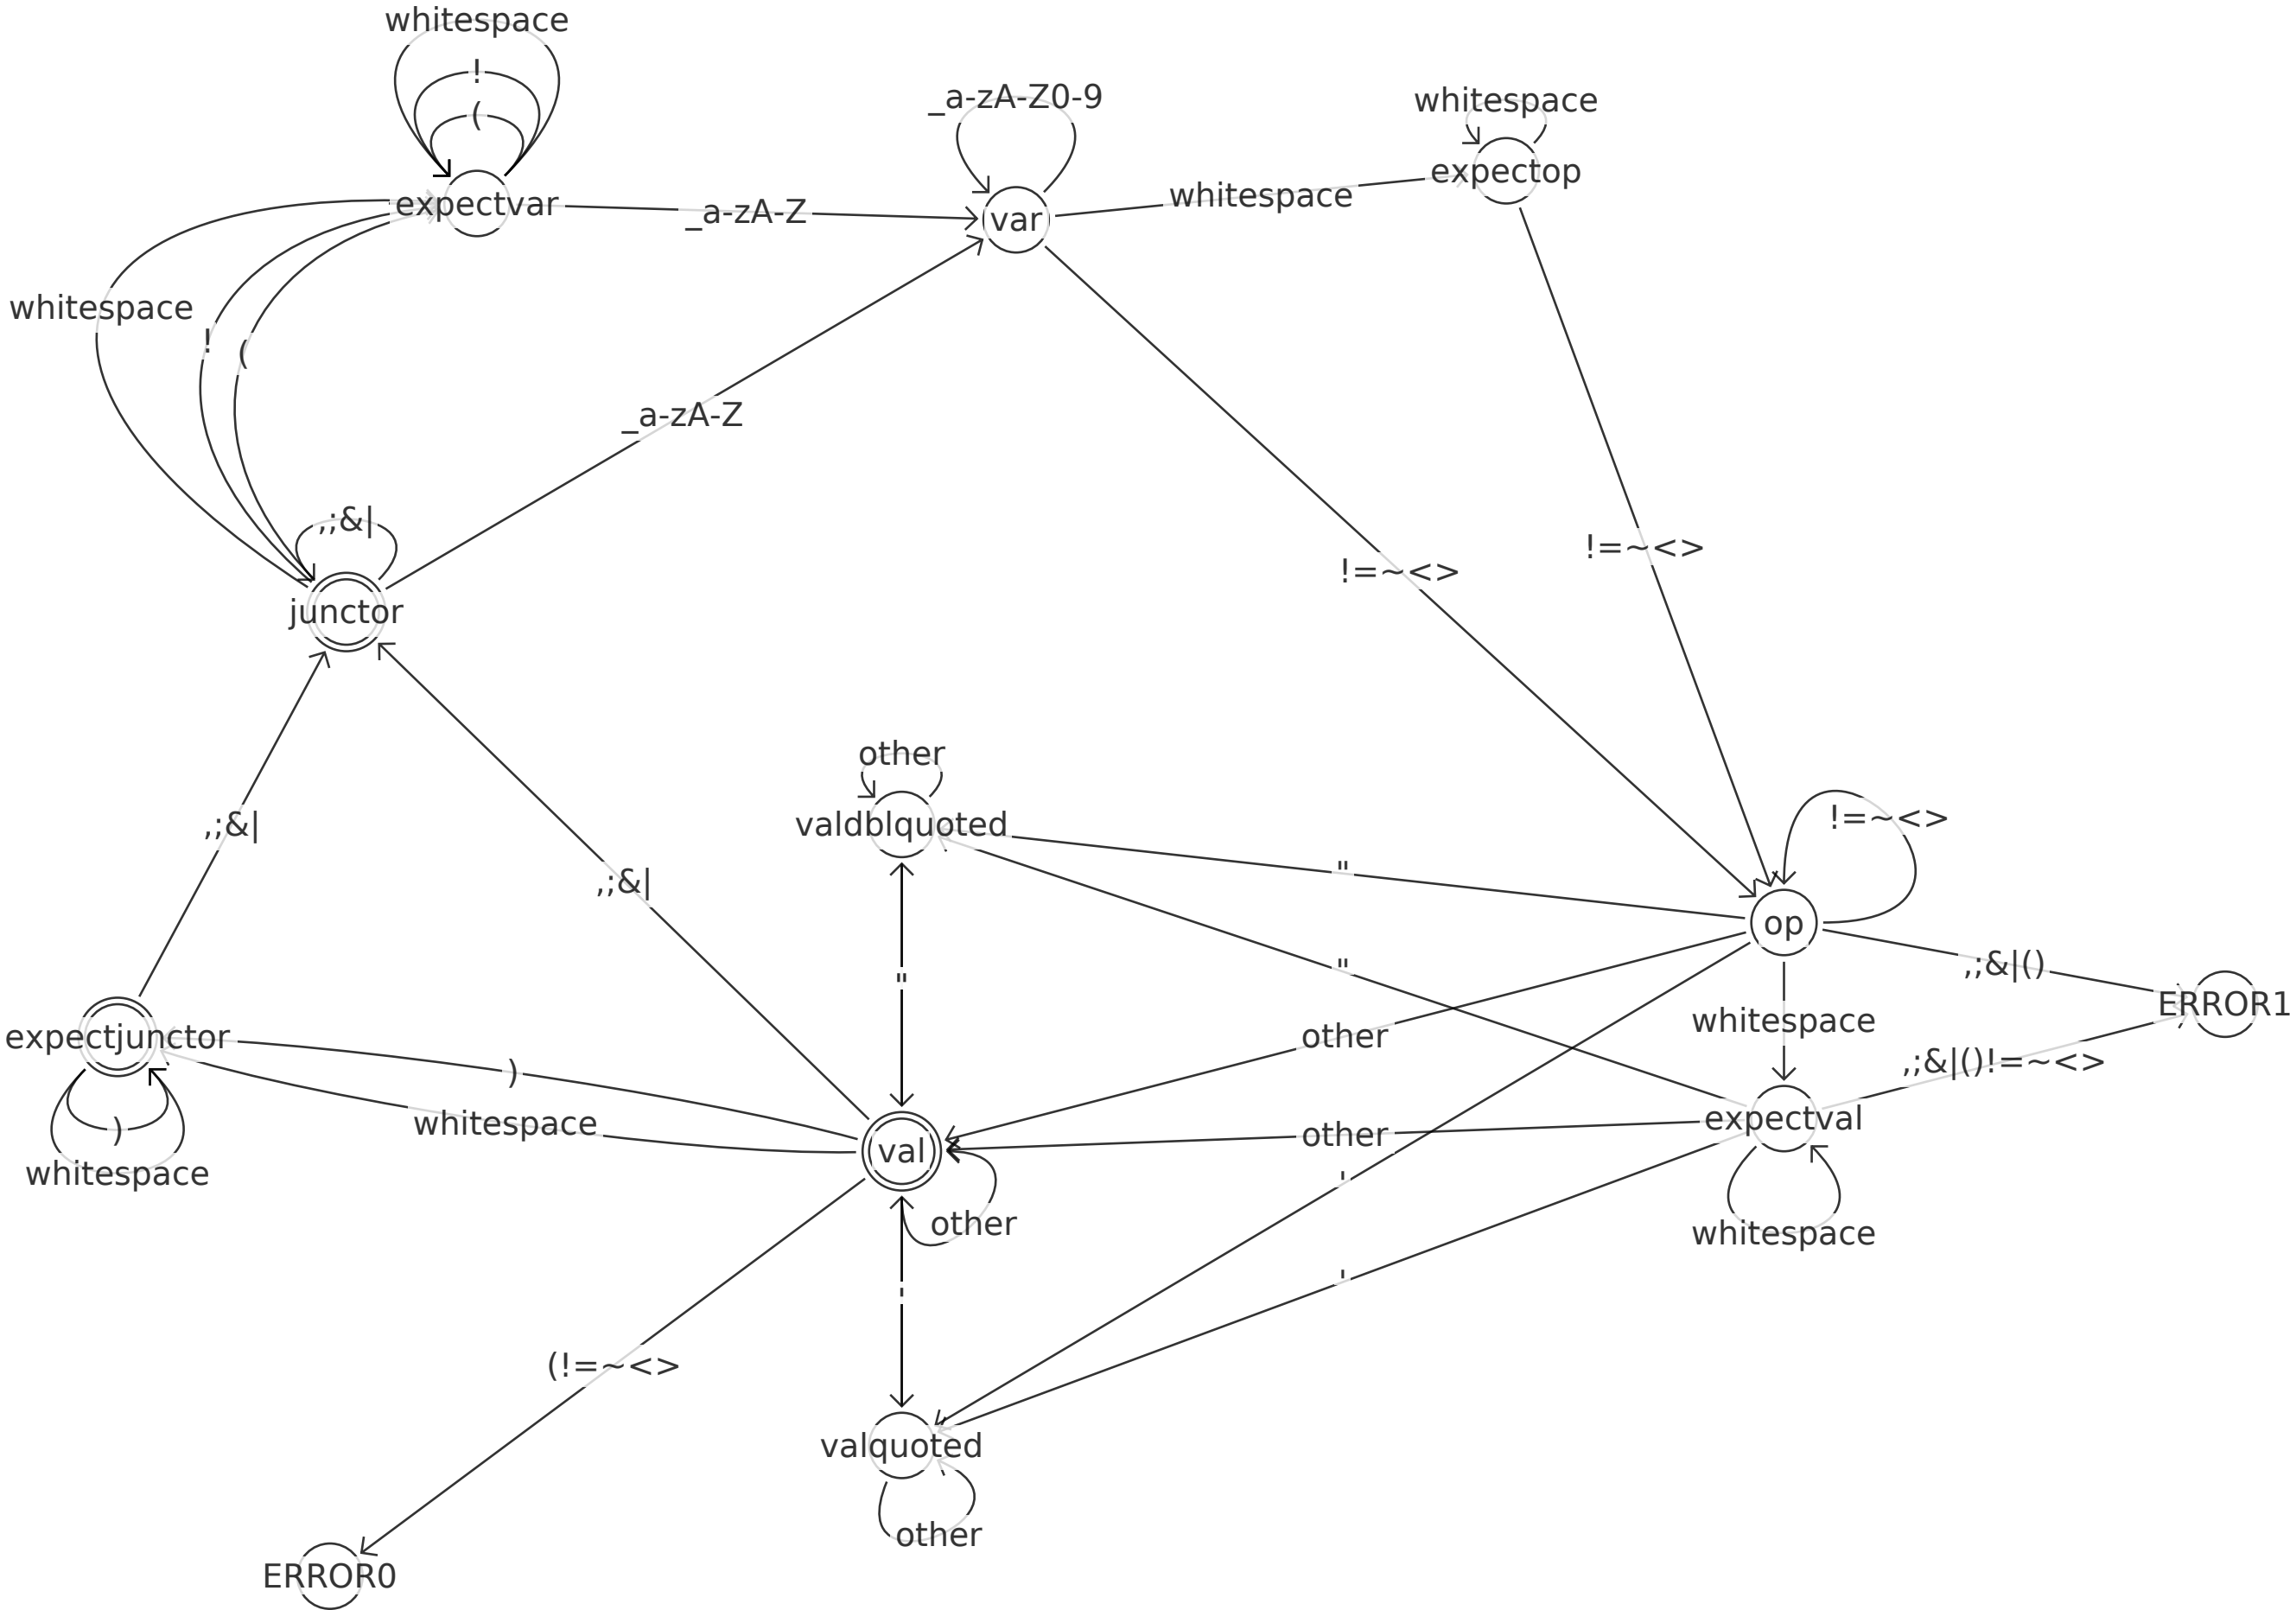 whitespace
!
(
_a-zA-Z0-9
whitespace
expectop
expectvar
_a-zA-Z
var
whitespace
whitespace
!
(
_a-zA-Z
,;&|
!=~<>
!=~<>
junctor
other
valdblquoted
,;&|
!=~<>
"
,;&|
op
"
,;&|()
"
ERROR1
whitespace
other
expectjunctor
,;&|()!=~<>
)
expectval
whitespace
)
other
val
whitespace
'
other
whitespace
'
'
(!=~<>
valquoted
other
ERROR0